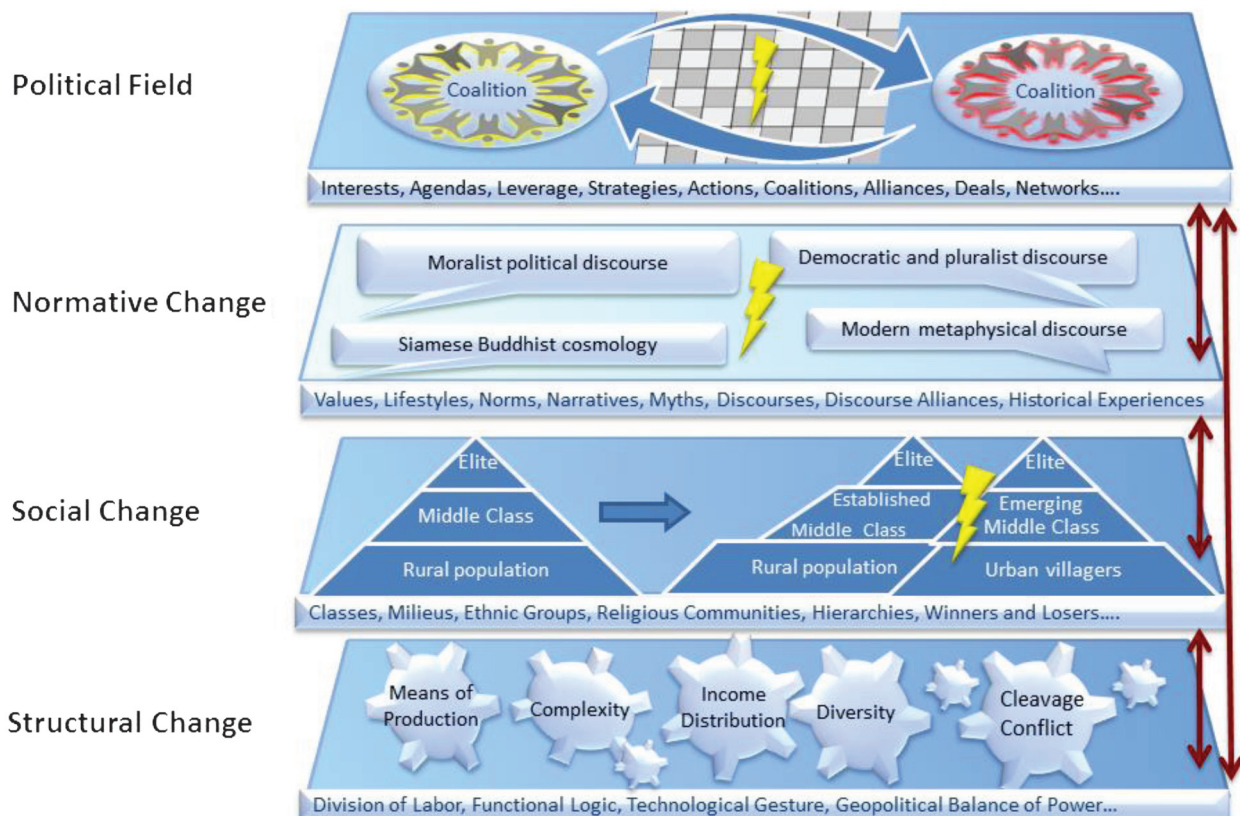 Political Field
Coalition
Coalition
Interests, Agendas, Leverage, Strategies, Actions, Coalitions, Alliances, Deals, Networks....
Normative Change
Moralist political discourse
Democratic and pluralist discourse
Siamese Buddhist cosmology
Modern metaphysical discourse
Values, Lifestyles, Norms, Narratives, Myths, Discourses, Discourse Alliances, Historical Experiences
Social Change
Elite
Middle Class
Rural population
Elite
Established
Middle Class
Rural population
Elite
Emerging
Middle Class
Urban villagers
Classes, Milieus, Ethnic Groups, Religious Communities, Hierarchies, Winners and Losers....
Structural Change
Means of
Production
Complexity
Income
Distribution
Diversity
Cleavage
Conflict
Division of Labor, Functional Logic, Technological Gesture, Geopolitical Balance of Power...